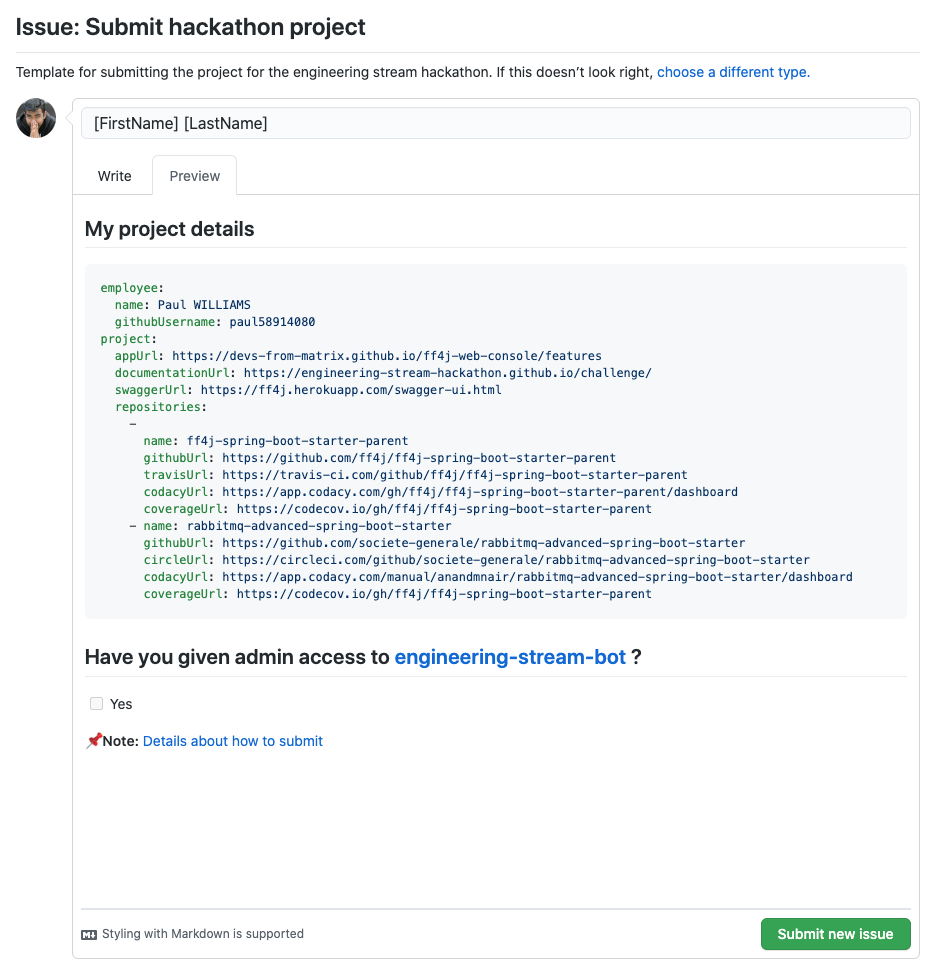 Issue: Submit hackathon project
Template for submitting the project for the engineering stream hackathon. If this doesn’t look right, choose a different type.
[FirstName] [LastName]
Write
Preview
My project details
employee:
name: Paul WILLIAMS
githubUsername: paul58914080
project:
appUrl: https://devs-from-matrix.github.io/ff4j-web-console/features
documentationUrl: https://engineering-stream-hackathon.github.io/challenge/
swaggerUrl: https://ff4j.herokuapp.com/swagger-ui.html
repositories:
-
name: ff4j-spring-boot-starter-parent
githubUrl: https://github.com/ff4j/ff4j-spring-boot-starter-parent
travisUrl: https://travis-ci.com/github/ff4j/ff4j-spring-boot-starter-parent
codacyUrl: https://app.codacy.com/gh/ff4j/ff4j-spring-boot-starter-parent/dashboard
coverageUrl: https://codecov.io/gh/ff4j/ff4j-spring-boot-starter-parent
- name: rabbitmq-advanced-spring-boot-starter
githubUrl: https://github.com/societe-generale/rabbitmq-advanced-spring-boot-starter
circleUrl: https://circleci.com/github/societe-generale/rabbitmq-advanced-spring-boot-starter
codacyUrl: https://app.codacy.com/manual/anandmnair/rabbitmq-advanced-spring-boot-starter/dashboard
coverageUrl: https://codecov.io/gh/ff4j/ff4j-spring-boot-starter-parent
Have you given admin access to engineering-stream-bot ?
Yes
Note: Details about how to submit
Styling with Markdown is supported
Submit new issue